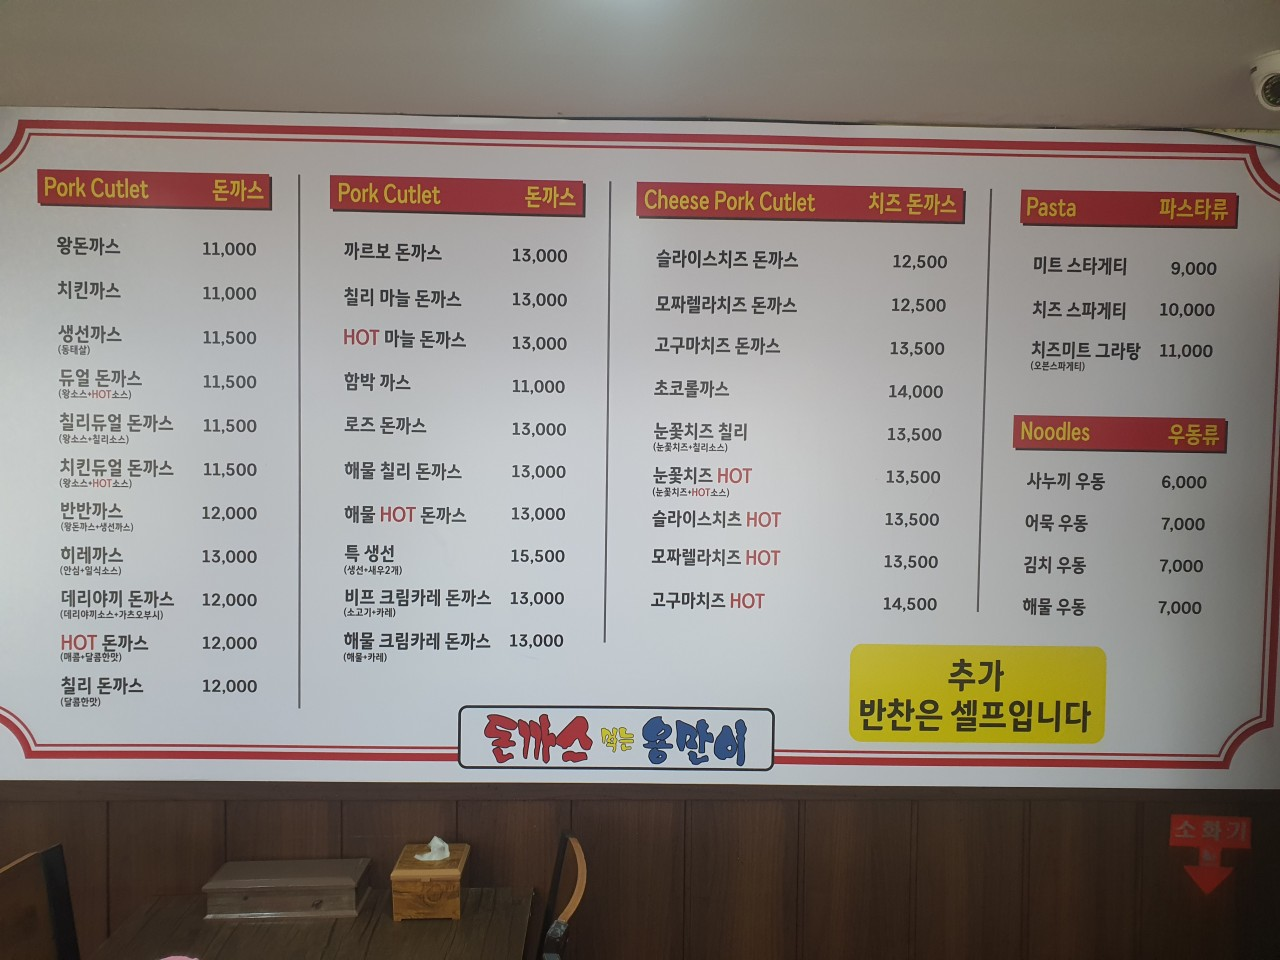 Pork Cutlet 돈까스
왕돈까스 11,000
치킨까스 11,000
생선까스 11,500
(동태살)
듀얼 돈까스 11,500
(왕소스+HOT소스)
칠리듀얼 돈까스 11,500
(왕소스+칠리소스)
치킨듀얼 돈까스 11,500
(왕소스+HOT소스)
반반까스 12,000
(왕돈까스+생선까스)
히레까스 13,000
(안심+일식소스)
데리야끼 돈까스 12,000
(데리야끼소스+가츠오부시)
HOT 돈까스 12,000
(매콤+달콤한맛)
칠리 돈까스 12,000
(달콤한맛)
Pork Cutlet 돈까스
까르보 돈까스 13,000
칠리 마늘 돈까스 13,000
HOT 마늘 돈까스 13,000
함박 까스 11,000
로즈 돈까스 13,000
해물 칠리 돈까스 13,000
해물 HOT 돈까스 13,000
특 생선 15,500
(생선+새우2개)
비프 크림카레 돈까스 13,000
(소고기+카레)
해물 크림카레 돈까스 13,000
(해물+카레)
Cheese Pork Cutlet 치즈 돈까스
슬라이스치즈 돈까스 12,500
모짜렐라치즈 돈까스 12,500
고구마치즈 돈까스 13,500
초코롤까스 14,000
눈꽃치즈 칠리 13,500
(눈꽃치즈+칠리소스)
눈꽃치즈 HOT 13,500
(눈꽃치즈+HOT소스)
슬라이스치츠 HOT 13,500
모짜렐라치즈 HOT 13,500
고구마치즈 HOT 14,500
Pasta 파스타류
미트 스타게티 9,000
치즈 스파게티 10,000
치즈미트 그라탕 11,000
(오븐스파게티)
Noodles 우동류
사누끼 우동 6,000
어묵 우동 7,000
김치 우동 7,000
해물 우동 7,000
추가
반찬은 셀프입니다
돈까스 먹는 용만이
소화기